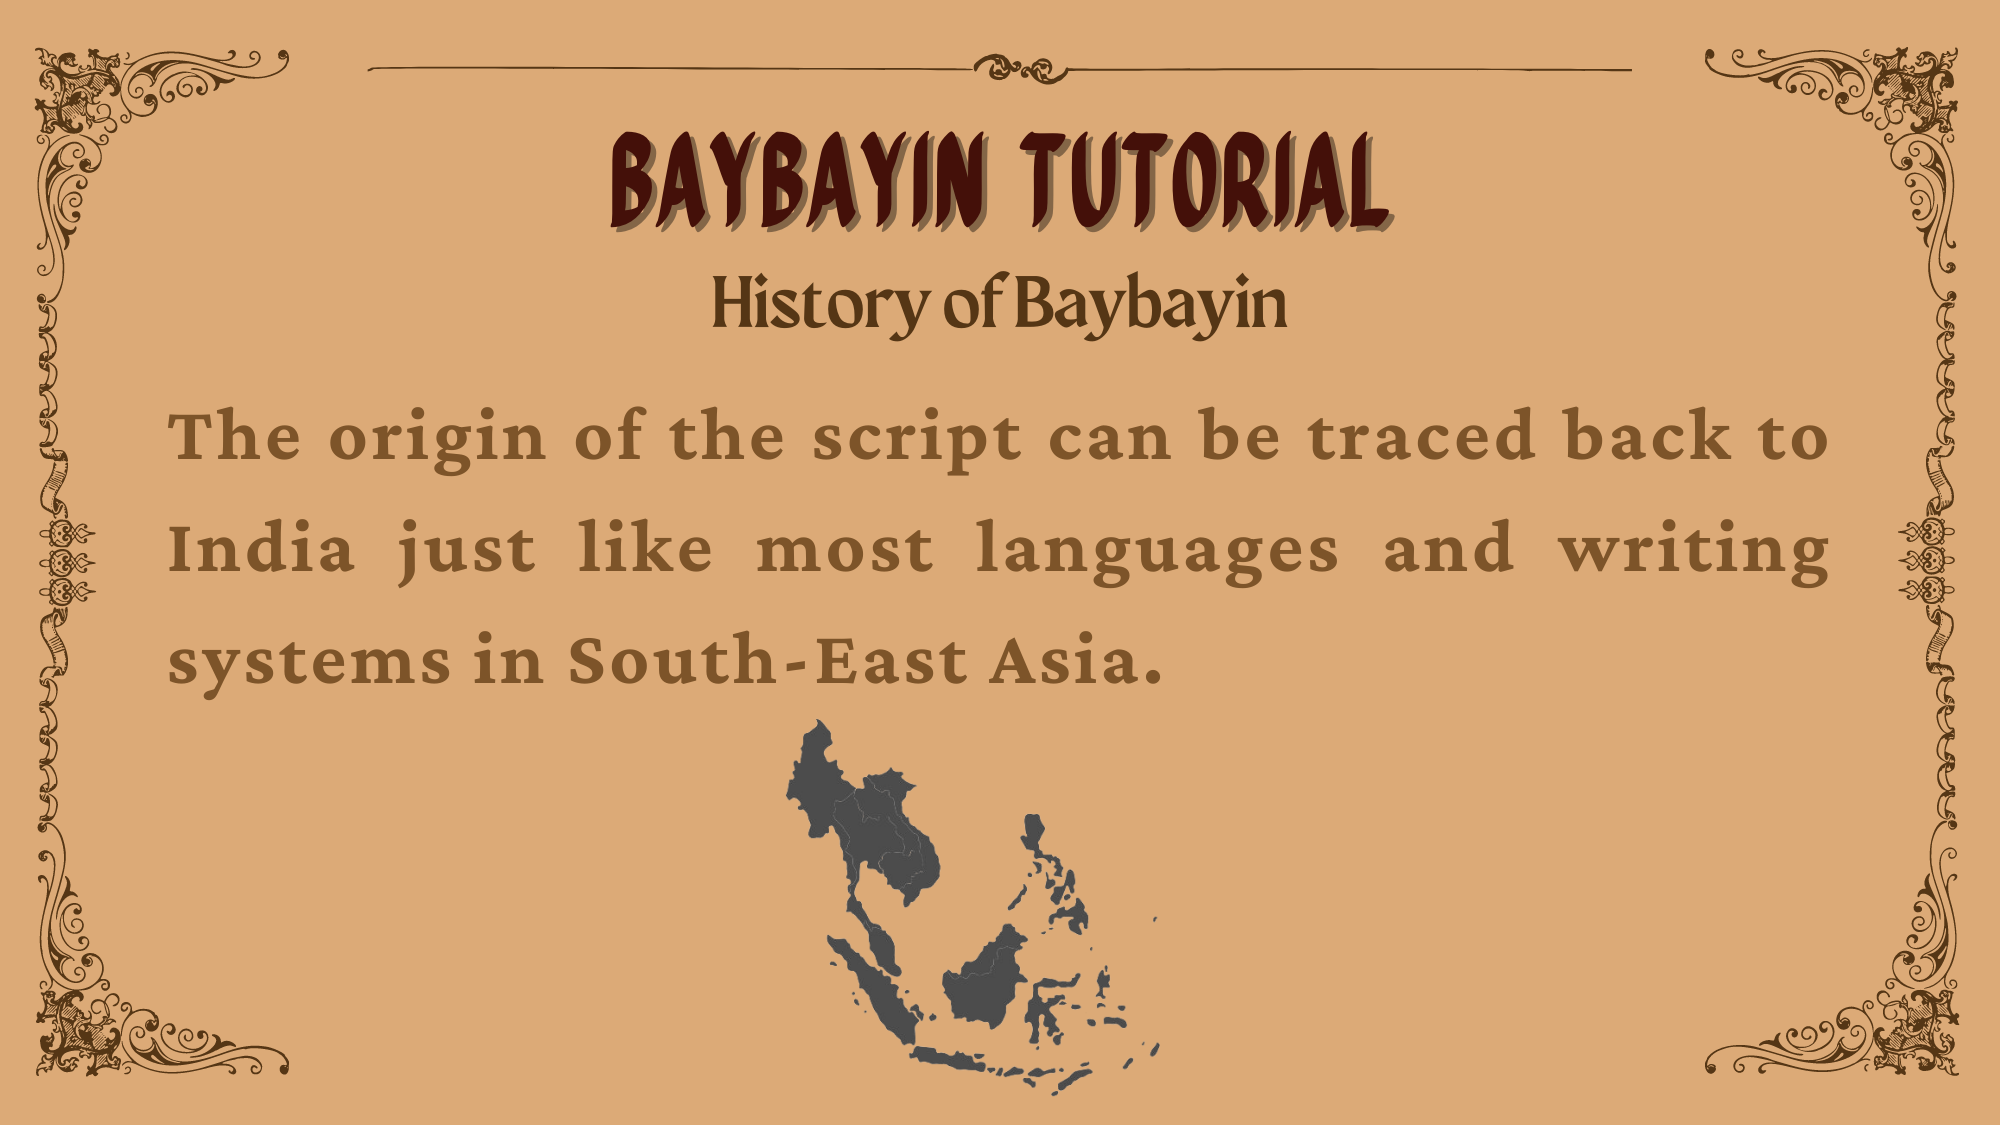 BAYBAYIN TUTORIAL
History of Baybayin
The origin of the script can be traced back to
India just like most languages and writing
systems in South-East Asia.